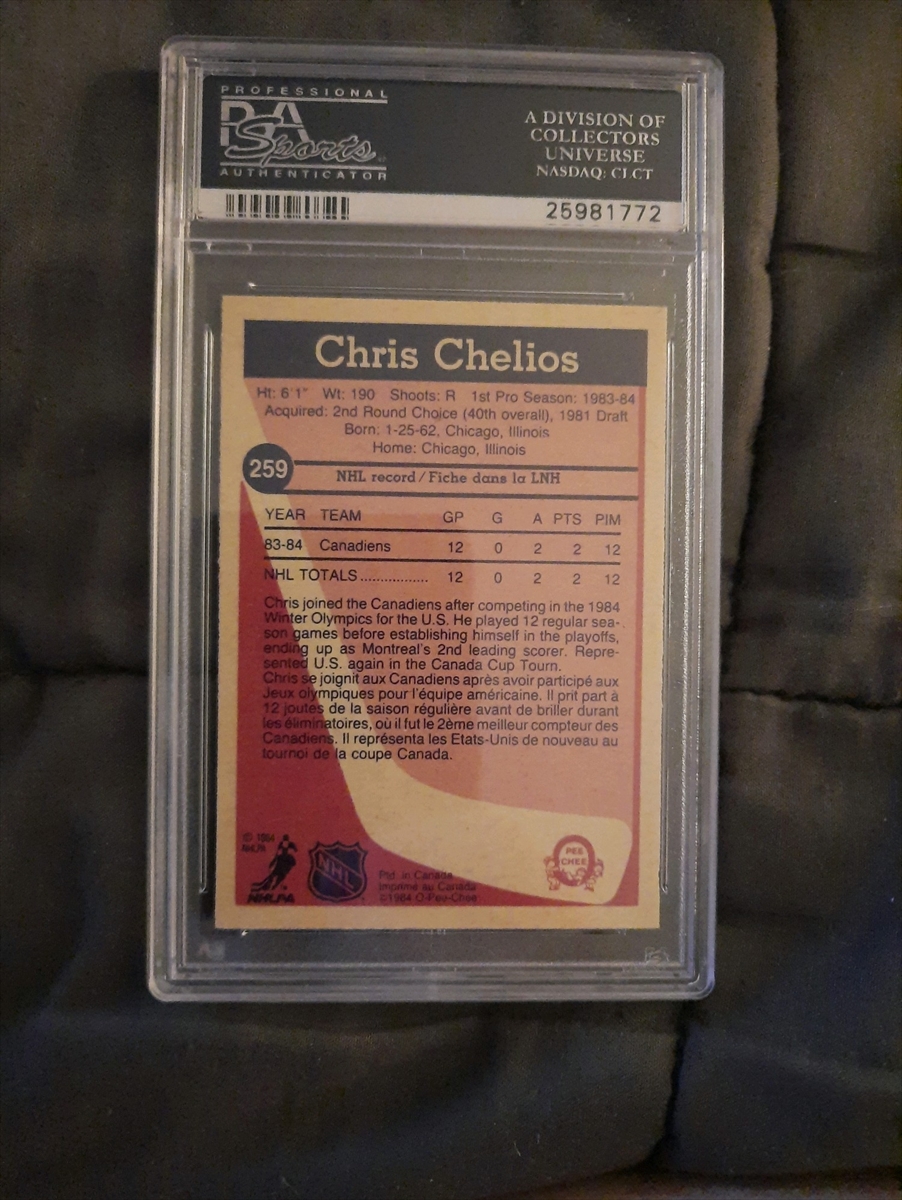 PROFESSIONAL
PSA
Sports
AUTHENTICATOR
A DIVISION OF
COLLECTORS
UNIVERSE
NASDAQ: CLCT
25981772
Chris Chelios
Ht: 6'1" Wt: 190 Shoots: R 1st Pro Season: 1983-84
Acquired: 2nd Round Choice (40th overall), 1981 Draft
Born: 1-25-62, Chicago, Illinois
Home: Chicago, Illinois
259
NHL record / Fiche dans la LNH
YEAR TEAM GP G A PTS PIM
83-84 Canadiens 12 0 2 2 12
NHL TOTALS................. 12 0 2 2 12
Chris joined the Canadiens after competing in the 1984
Winter Olympics for the U.S. He played 12 regular sea-
son games before establishing himself in the playoffs,
ending up as Montreal's 2nd leading scorer. Repre-
sented U.S. again in the Canada Cup Tourn.
Chris se joignit aux Canadiens après avoir participé aux
Jeux olympiques pour l'équipe américaine. Il prit part à
12 joutes de la saison régulière avant de briller durant
les éliminatoires, où il fut le 2ème meilleur compteur des
Canadiens. Il représenta les Etats-Unis de nouveau au
tournoi de la coupe Canada.
© 1984
NHLPA
NHLPA
NHL
Ptd. in Canada
Imprimé au Canada
©1984 O-Pee-Chee
PEE
CHEE